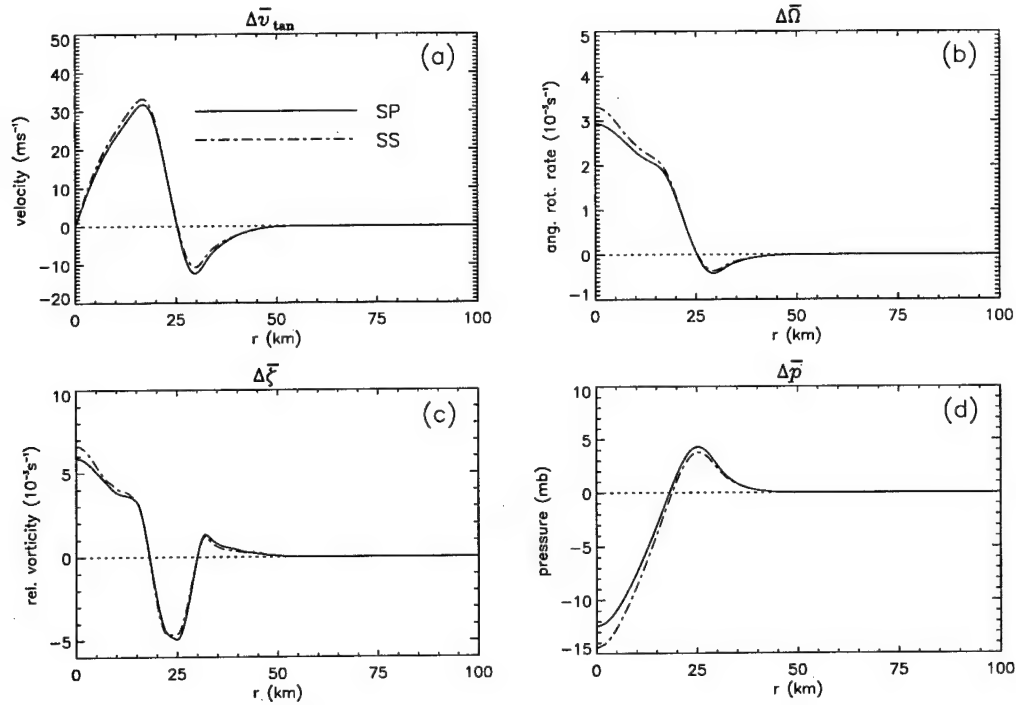 Δv̄ tan
(a)
velocity (ms⁻¹)
50
40
30
20
10
0
−10
−20
SP
SS
0 25 50 75 100
r (km)
ΔΩ̄
(b)
ang. rot. rate (10⁻³s⁻¹)
5
4
3
2
1
0
−1
0 25 50 75 100
r (km)
Δζ̄
(c)
rel. vorticity (10⁻³s⁻¹)
10
5
0
−5
0 25 50 75 100
r (km)
Δp̄
(d)
pressure (mb)
10
5
0
−5
−10
−15
0 25 50 75 100
r (km)